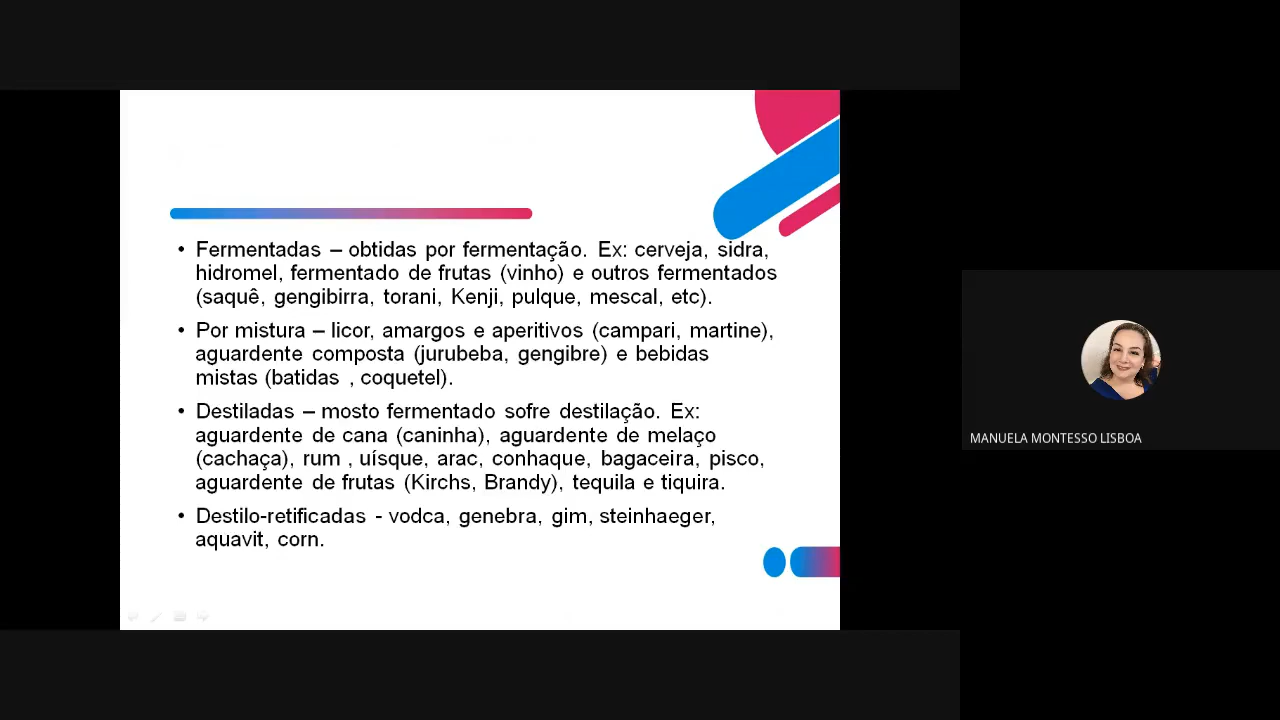 • Fermentadas – obtidas por fermentação. Ex: cerveja, sidra,
hidromel, fermentado de frutas (vinho) e outros fermentados
(saquê, gengibirra, torani, Kenji, pulque, mescal, etc).
• Por mistura – licor, amargos e aperitivos (campari, martine),
aguardente composta (jurubeba, gengibre) e bebidas
mistas (batidas , coquetel).
• Destiladas – mosto fermentado sofre destilação. Ex:
aguardente de cana (caninha), aguardente de melaço
(cachaça), rum , uísque, arac, conhaque, bagaceira, pisco,
aguardente de frutas (Kirchs, Brandy), tequila e tiquira.
• Destilo-retificadas - vodca, genebra, gim, steinhaeger,
aquavit, corn.
MANUELA MONTESSO LISBOA